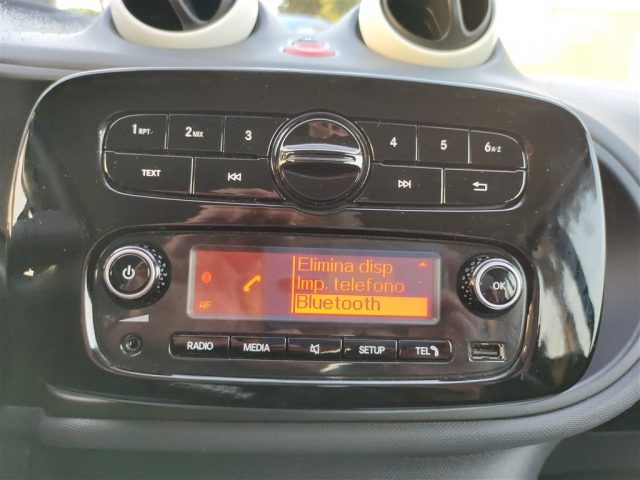 1 RPT 2 MIX 3 4 5 6 A-Z
TEXT
Elimina disp
Imp. telefono
AF Bluetooth
OK
RADIO MEDIA SETUP TEL